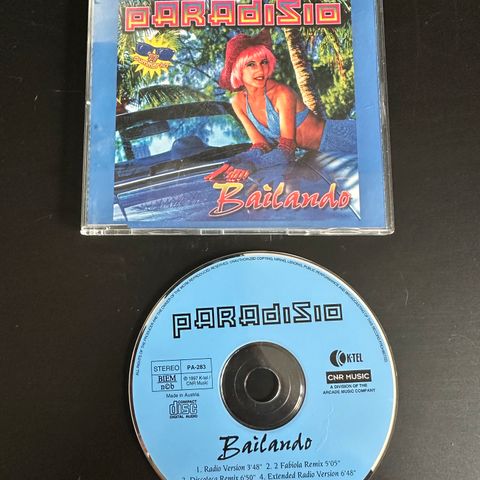 PARADISIO
Bailando
PARADISIO
STEREO
PA-283
BIEM
n©b
℗ 1997 K-tel /
CNR Music
Made in Austria
COMPACT
disc
DIGITAL AUDIO
K-TEL
CNR MUSIC
A DIVISION OF THE
ARCADE MUSIC COMPANY
Bailando
1. Radio Version 3'48" 2. 2 Fabiola Remix 5'05"
3. Discoteca Remix 6'50" 4. Extended Radio Version 6'48"